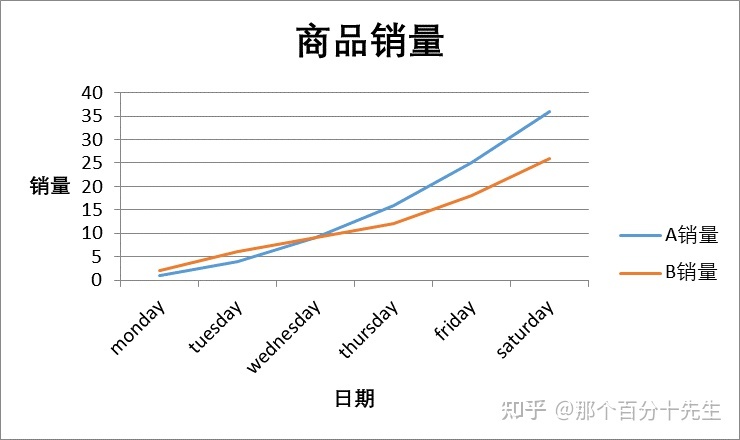 商品销量
40
35
30
25
20
15
10
5
0
销量
monday
tuesday
wednesday
thursday
friday
saturday
日期
A销量
B销量
知乎 @那个百分十先生